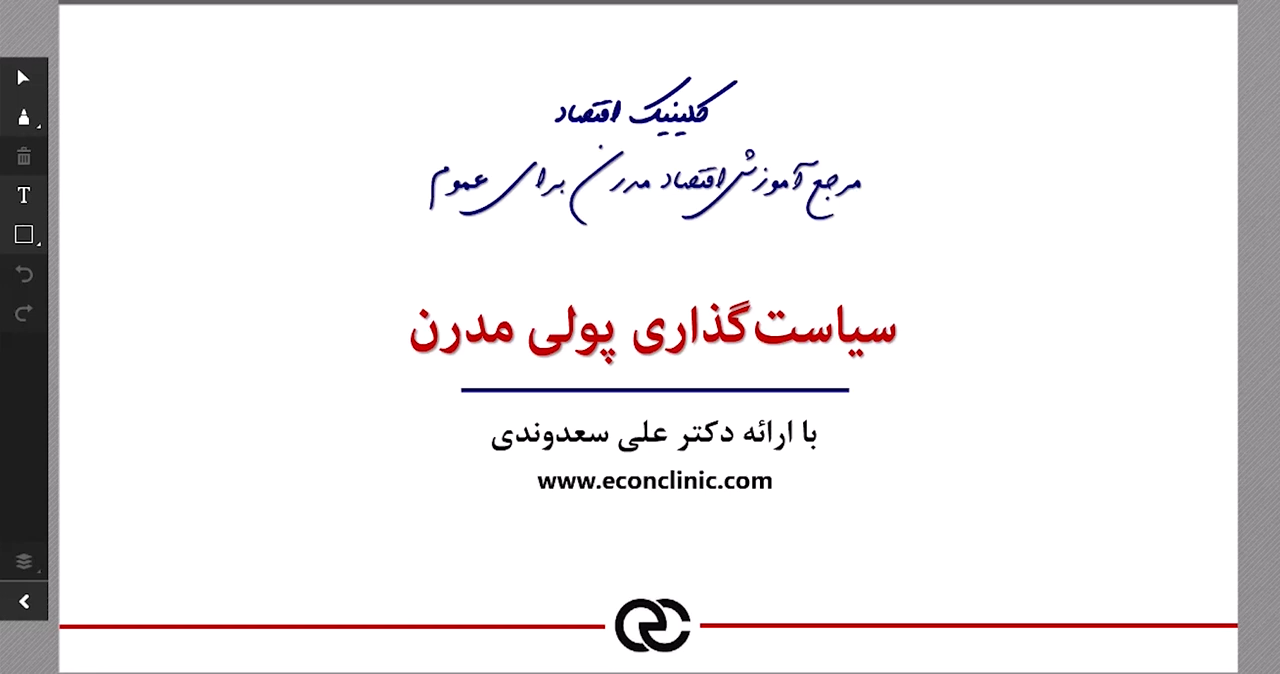 کلینیک اقتصاد
مرجع آموزش اقتصاد مدرن برای عموم
سیاست‌گذاری پولی مدرن
با ارائه دکتر علی سعدوندی
www.econclinic.com